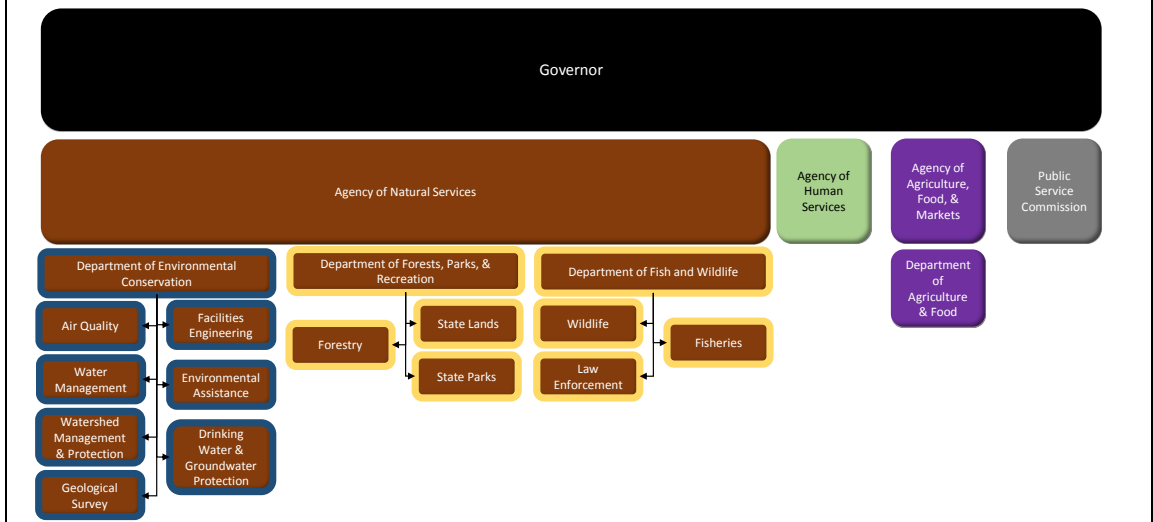 Governor
Agency of Natural Services
Agency of
Human
Services
Agency of
Agriculture,
Food, &
Markets
Public
Service
Commission
Department of Environmental
Conservation
Department of Forests, Parks, &
Recreation
Department of Fish and Wildlife
Department
of
Agriculture
& Food
Air Quality
Facilities
Engineering
Water
Management
Environmental
Assistance
Watershed
Management
& Protection
Drinking
Water &
Groundwater
Protection
Geological
Survey
Forestry
State Lands
State Parks
Wildlife
Fisheries
Law
Enforcement